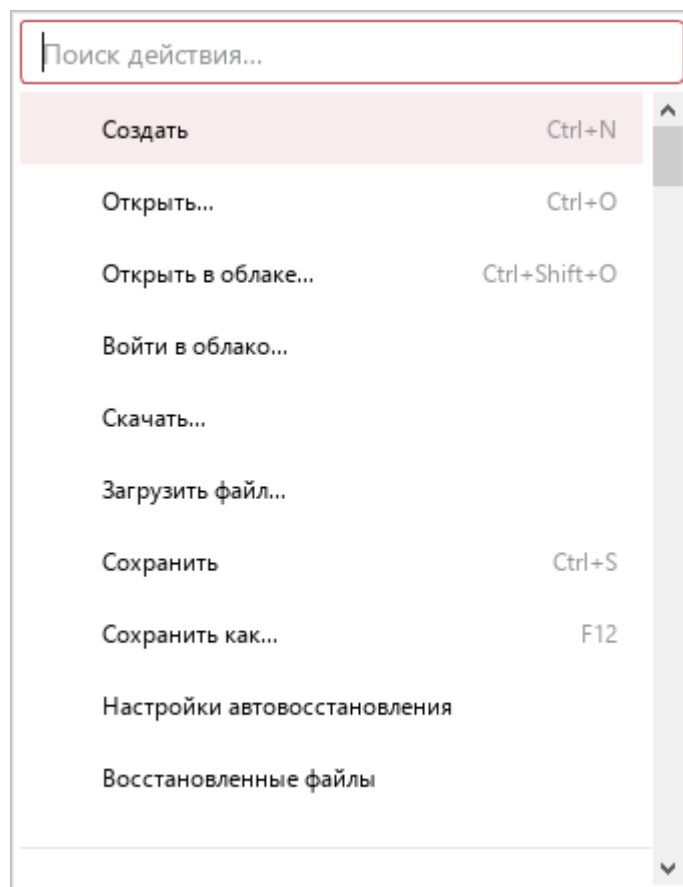 Поиск действия...
Создать Ctrl+N
Открыть... Ctrl+O
Открыть в облаке... Ctrl+Shift+O
Войти в облако...
Скачать...
Загрузить файл...
Сохранить Ctrl+S
Сохранить как... F12
Настройки автовосстановления
Восстановленные файлы